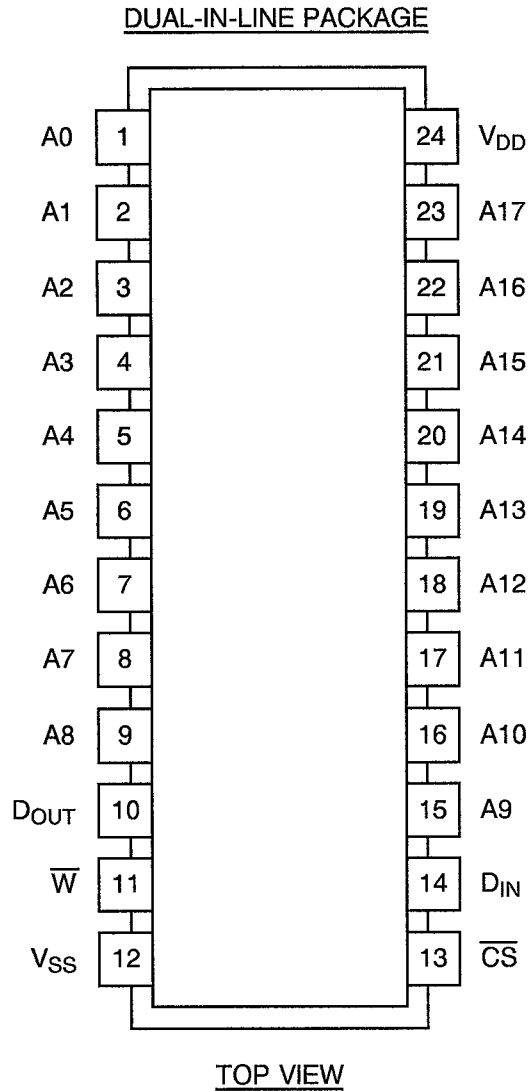 DUAL-IN-LINE PACKAGE
A0 1 24 VDD
A1 2 23 A17
A2 3 22 A16
A3 4 21 A15
A4 5 20 A14
A5 6 19 A13
A6 7 18 A12
A7 8 17 A11
A8 9 16 A10
DOUT 10 15 A9
W̅ 11 14 DIN
VSS 12 13 C̅S̅
TOP VIEW